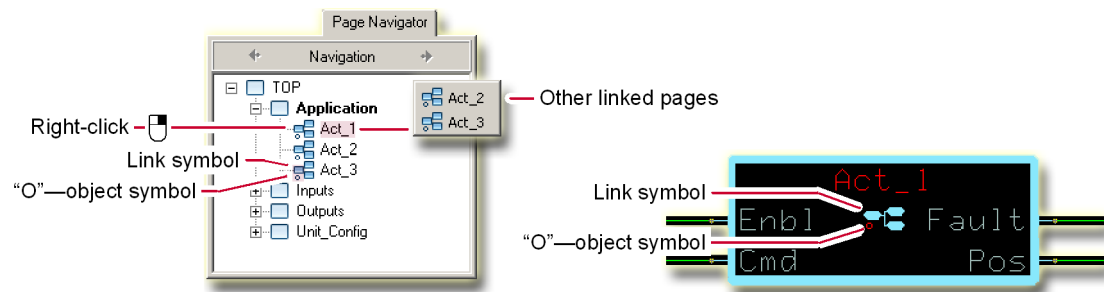 Page Navigator
Navigation
TOP
Application
Act_1
Act_2
Act_3
Inputs
Outputs
Unit_Config
Act_2
Act_3
Other linked pages
Right-click
Link symbol
“O”—object symbol
Link symbol
“O”—object symbol
Act_1
Enbl
Fault
Cmd
Pos